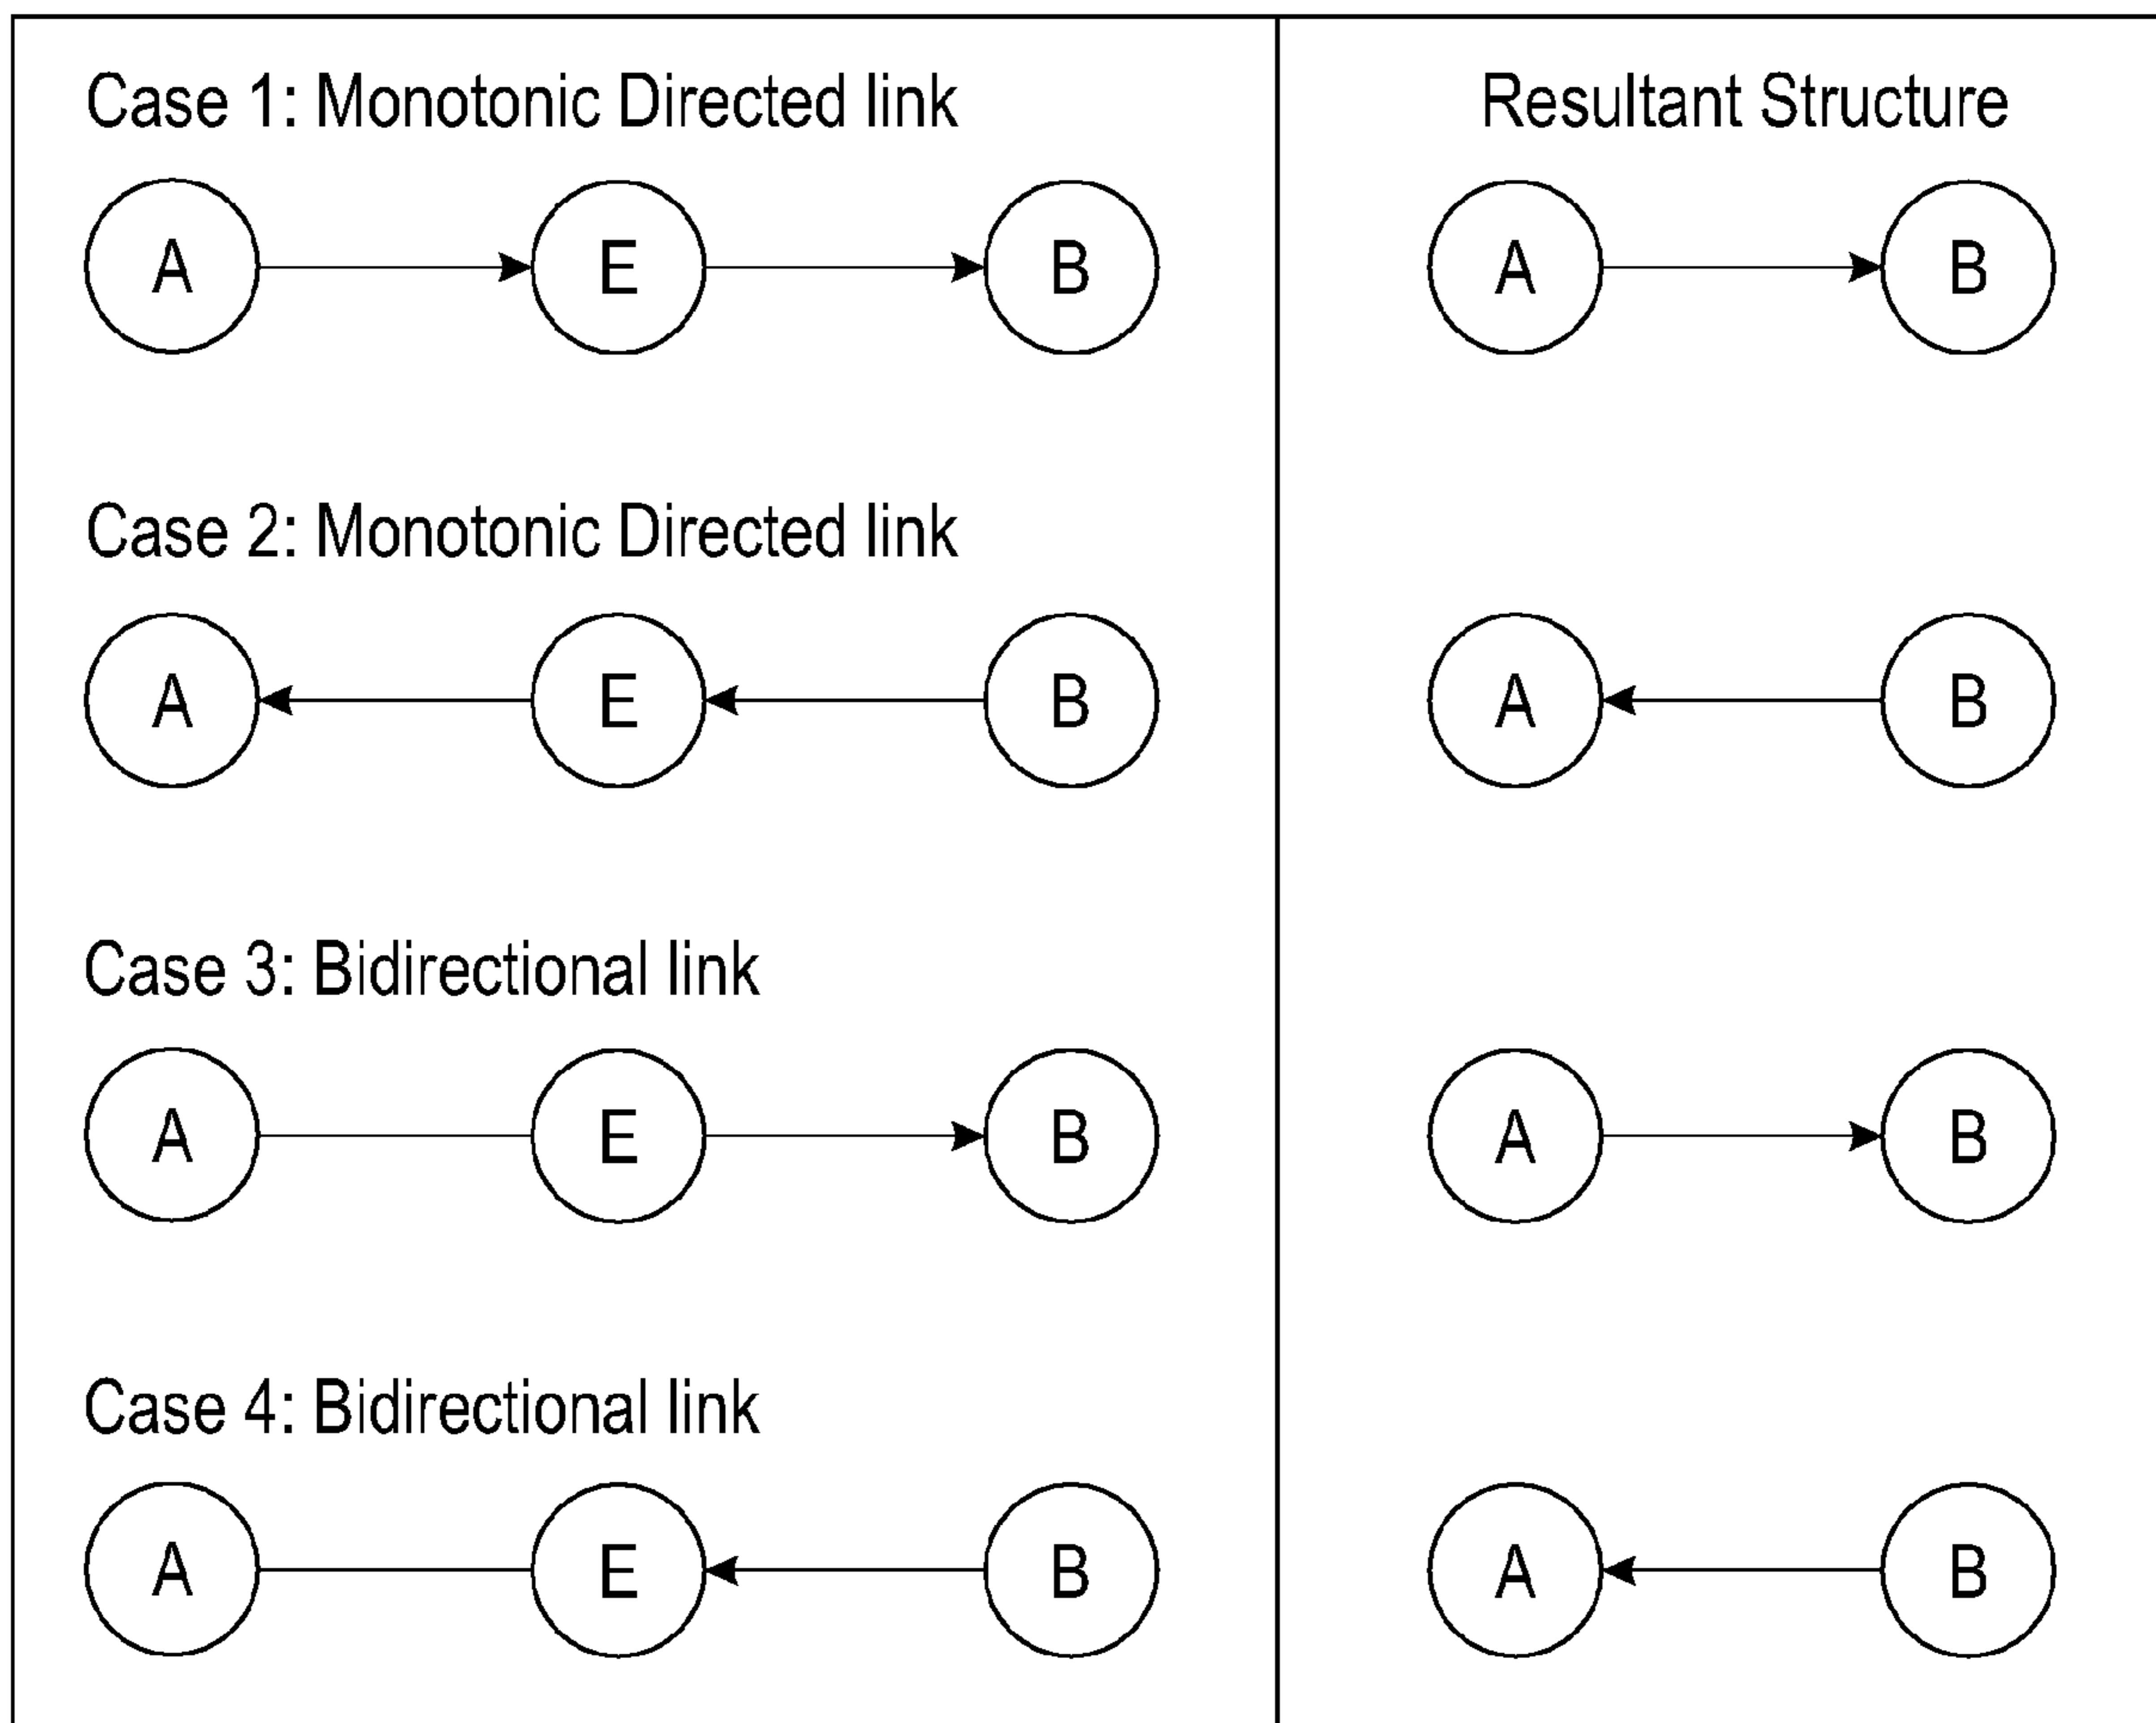 Case 1: Monotonic Directed link
Resultant Structure
A E B
A B
Case 2: Monotonic Directed link
A E B
A B
Case 3: Bidirectional link
A E B
A B
Case 4: Bidirectional link
A E B
A B